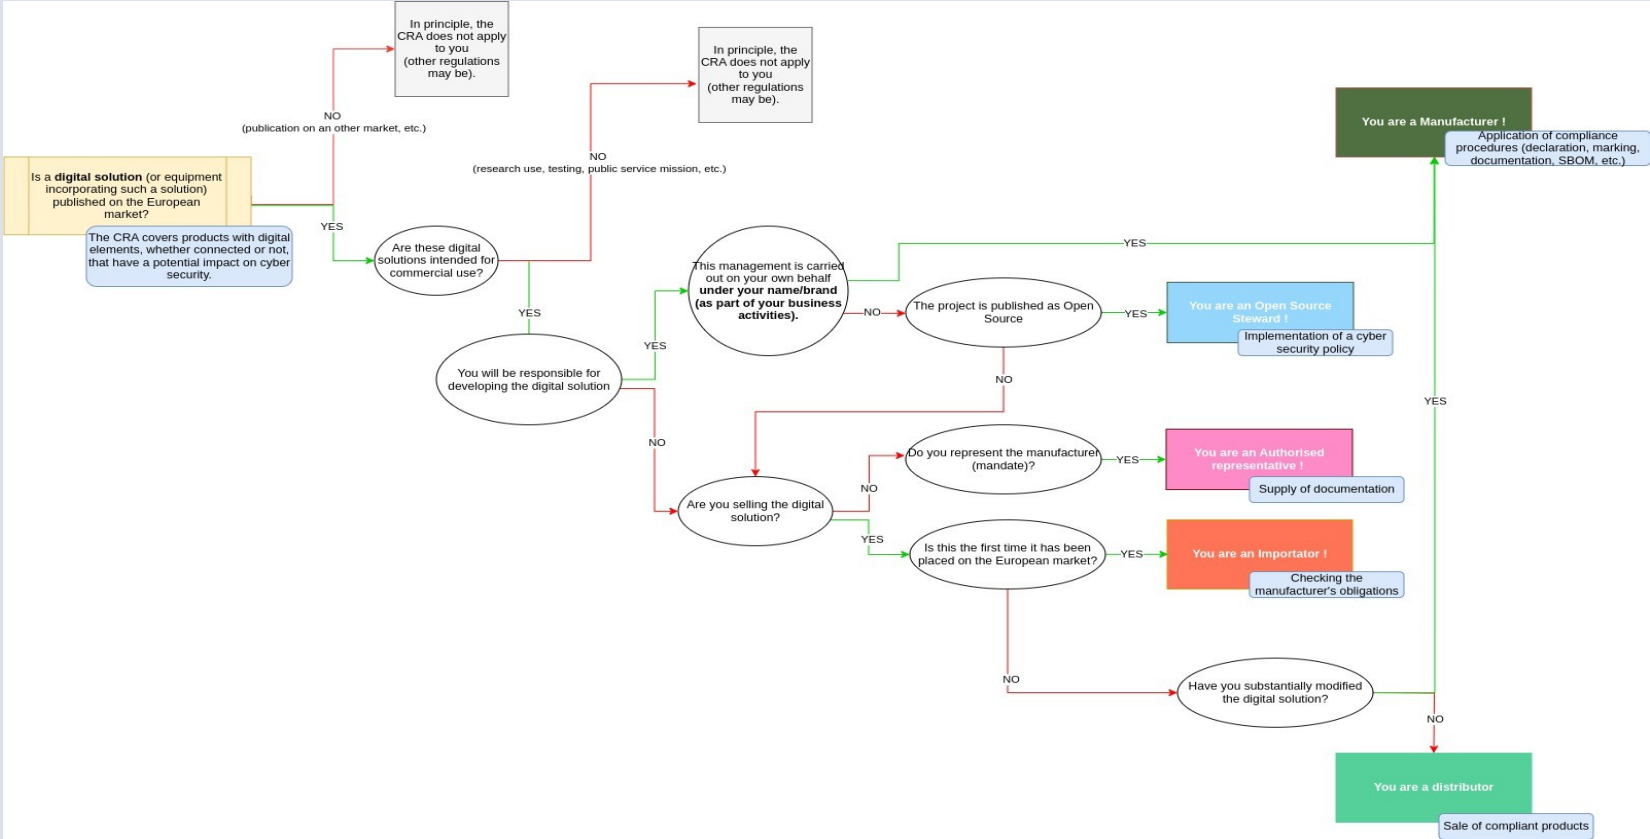 In principle, the
CRA does not apply
to you
(other regulations
may be).
In principle, the
CRA does not apply
to you
(other regulations
may be).
NO
(publication on an other market, etc.)
NO
(research use, testing, public service mission, etc.)
You are a Manufacturer !
Application of compliance
procedures (declaration, marking,
documentation, SBOM, etc.)
Is a digital solution (or equipment
incorporating such a solution)
published on the European
market?
The CRA covers products with digital
elements, whether connected or not,
that have a potential impact on cyber
security.
YES
Are these digital
solutions intended for
commercial use?
YES
You will be responsible for
developing the digital solution
YES
NO
This management is carried
out on your own behalf
under your name/brand
(as part of your business
activities).
YES
NO
The project is published as Open
Source
YES
You are an Open Source
Steward !
Implementation of a cyber
security policy
NO
YES
Are you selling the digital
solution?
NO
Do you represent the manufacturer
(mandate)?
YES
You are an Authorised
representative !
Supply of documentation
YES
Is this the first time it has been
placed on the European market?
YES
You are an Importator !
Checking the
manufacturer's obligations
NO
Have you substantially modified
the digital solution?
NO
You are a distributor
Sale of compliant products